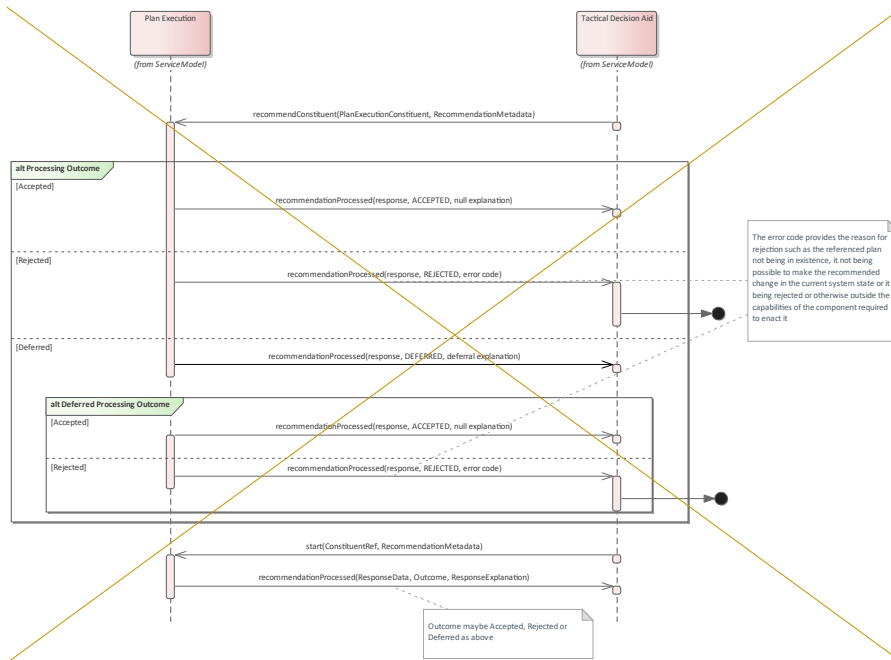 Plan Execution
Tactical Decision Aid
(from ServiceModel)
(from ServiceModel)
recommendConstituent(PlanExecutionConstituent, RecommendationMetadata)
alt Processing Outcome
[Accepted]
recommendationProcessed(response, ACCEPTED, null explanation)
The error code provides the reason for
rejection such as the referenced plan
not being in existence, it not being
possible to make the recommended
change in the current system state or it
being rejected or otherwise outside the
capabilities of the component required
to enact it
[Rejected]
recommendationProcessed(response, REJECTED, error code)
[Deferred]
recommendationProcessed(response, DEFERRED, deferral explanation)
alt Deferred Processing Outcome
[Accepted]
recommendationProcessed(response, ACCEPTED, null explanation)
[Rejected]
recommendationProcessed(response, REJECTED, error code)
start(ConstituentRef, RecommendationMetadata)
recommendationProcessed(ResponseData, Outcome, ResponseExplanation)
Outcome maybe Accepted, Rejected or
Deferred as above